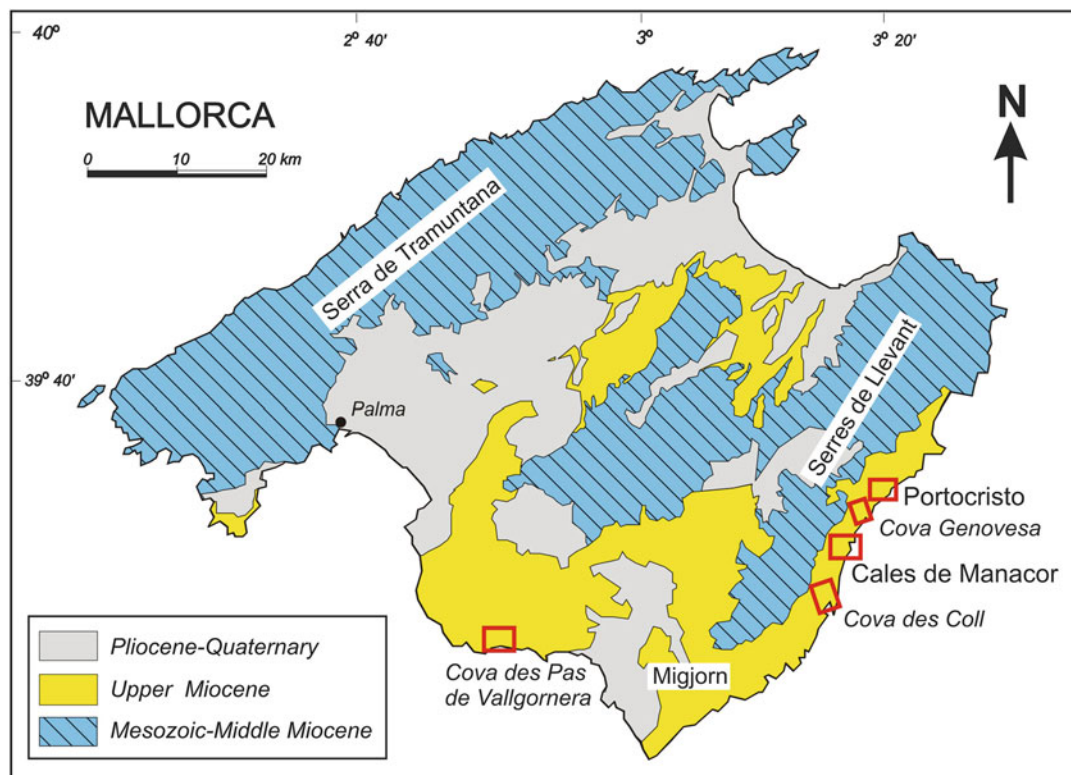 40º
2º 40'
3º
3º 20'
MALLORCA
0 10 20 km
N
Serra de Tramuntana
39º 40'
Palma
Serres de Llevant
Portocristo
Cova Genovesa
Cales de Manacor
Cova des Coll
Migjorn
Cova des Pas
de Vallgornera
Pliocene-Quaternary
Upper Miocene
Mesozoic-Middle Miocene